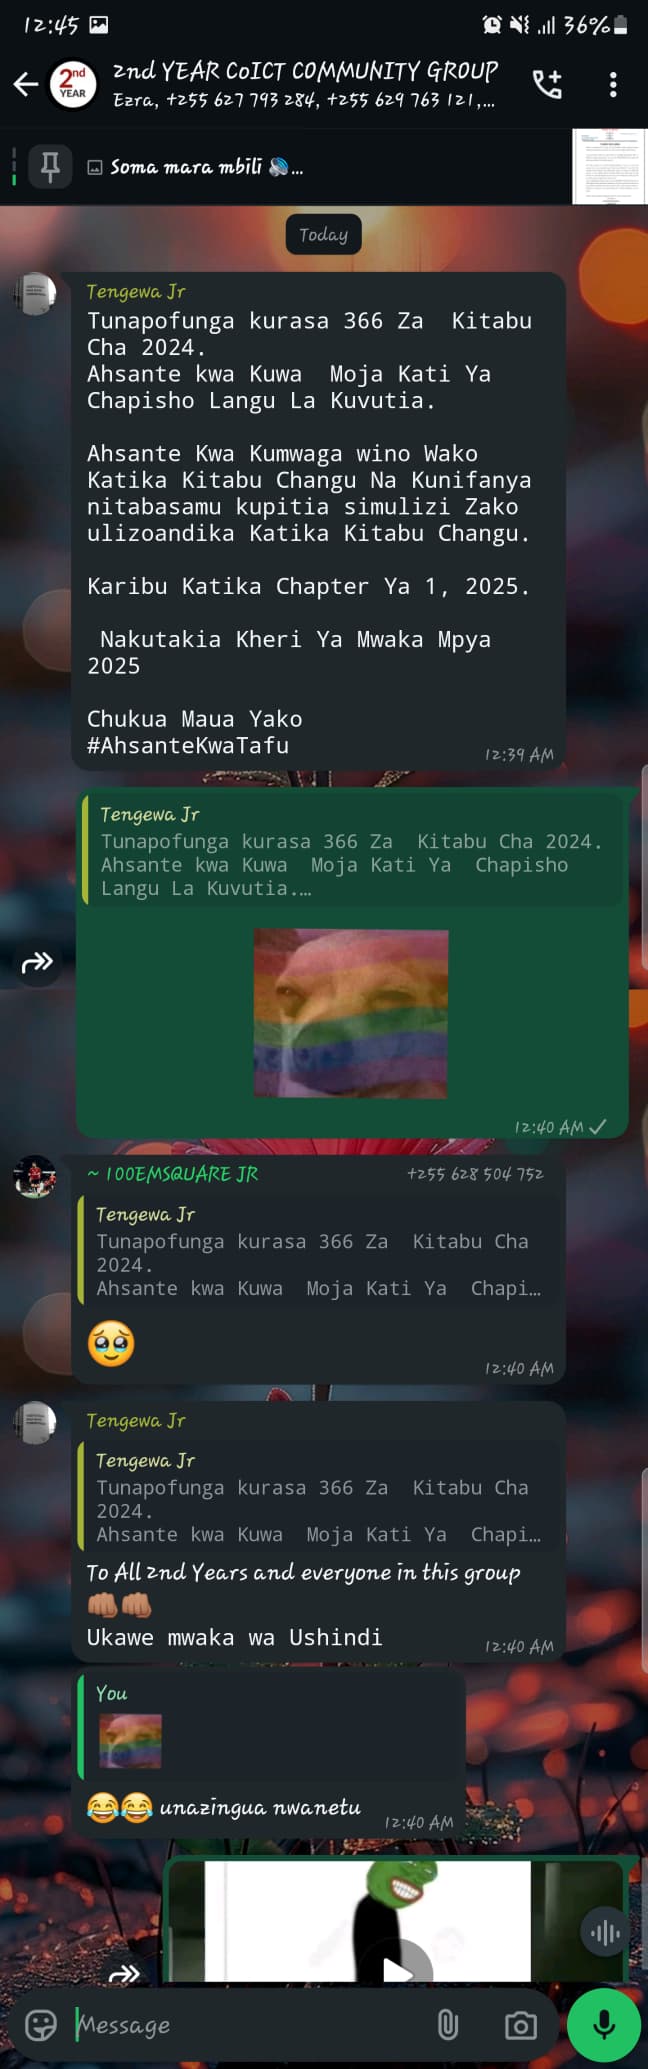 12:45
36%
2nd YEAR CoICT COMMUNITY GROUP
2nd YEAR
Ezra, +255 627 793 284, +255 629 763 121,...
Soma mara mbili 🔊...
Today
Tengewa Jr
Tunapofunga kurasa 366 Za  Kitabu
Cha 2024.
Ahsante kwa Kuwa  Moja Kati Ya
Chapisho Langu La Kuvutia.
Ahsante Kwa Kumwaga wino Wako
Katika Kitabu Changu Na Kunifanya
nitabasamu kupitia simulizi Zako
ulizoandika Katika Kitabu Changu.
Karibu Katika Chapter Ya 1, 2025.
Nakutakia Kheri Ya Mwaka Mpya
2025
Chukua Maua Yako
#AhsanteKwaTafu
12:39 AM
Tengewa Jr
Tunapofunga kurasa 366 Za  Kitabu Cha 2024.
Ahsante kwa Kuwa  Moja Kati Ya  Chapisho
Langu La Kuvutia.…
12:40 AM
~ 100EMSQUARE JR +255 628 504 752
Tengewa Jr
Tunapofunga kurasa 366 Za  Kitabu Cha
2024.
Ahsante kwa Kuwa  Moja Kati Ya  Chapi…
🥹
12:40 AM
Tengewa Jr
Tengewa Jr
Tunapofunga kurasa 366 Za  Kitabu Cha
2024.
Ahsante kwa Kuwa  Moja Kati Ya  Chapi…
To All 2nd Years and everyone in this group
👊🏽👊🏽
Ukawe mwaka wa Ushindi
12:40 AM
You
😂😂 unazingua nwanetu
12:40 AM
Message